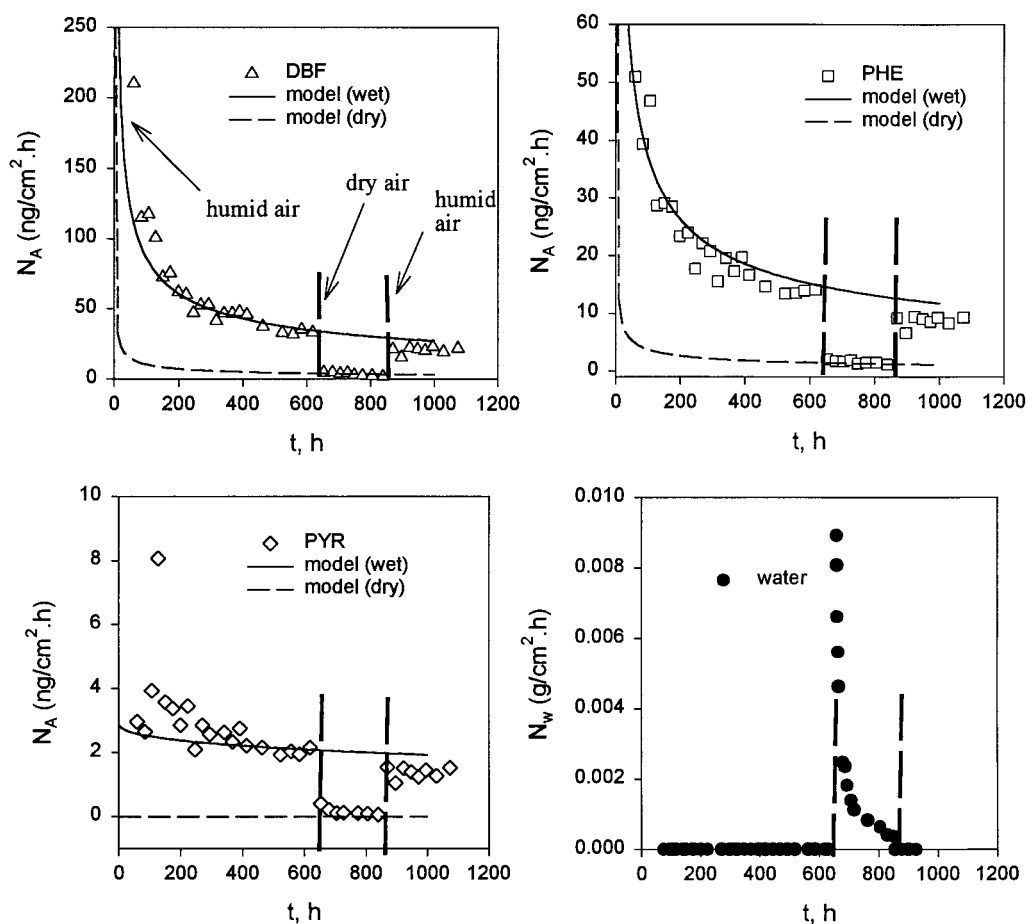 250
200
150
100
50
0
N_A (ng/cm².h)
△ DBF
model (wet)
model (dry)
humid air
dry air
humid
air
0 200 400 600 800 1000 1200
t, h
60
50
40
30
20
10
0
N_A (ng/cm².h)
□ PHE
model (wet)
model (dry)
0 200 400 600 800 1000 1200
t, h
10
8
6
4
2
0
N_A (ng/cm².h)
◇ PYR
model (wet)
model (dry)
0 200 400 600 800 1000 1200
t, h
0.010
0.008
0.006
0.004
0.002
0.000
N_w (g/cm².h)
● water
0 200 400 600 800 1000 1200
t, h